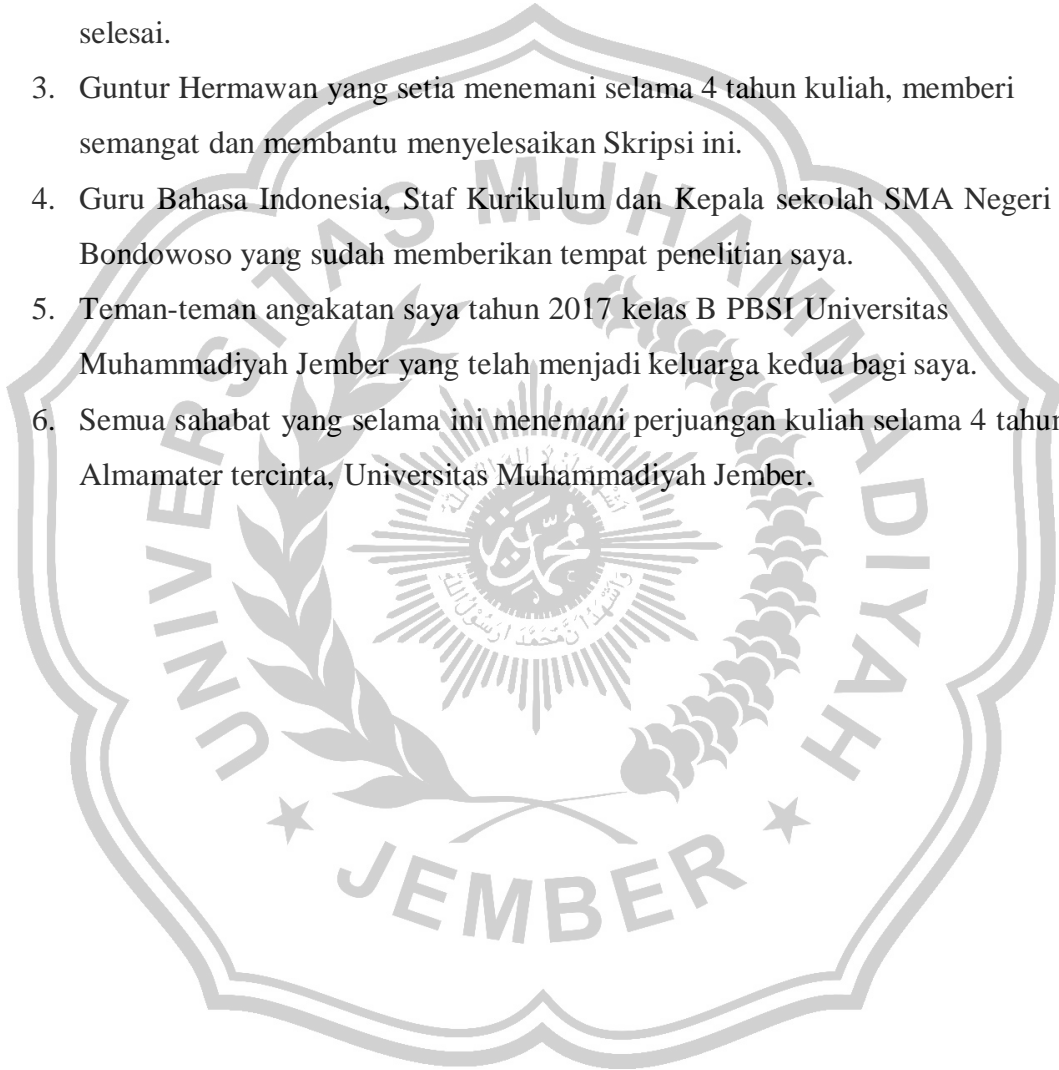 selesai.
3. Guntur Hermawan yang setia menemani selama 4 tahun kuliah, memberi
semangat dan membantu menyelesaikan Skripsi ini.
4. Guru Bahasa Indonesia, Staf Kurikulum dan Kepala sekolah SMA Negeri
Bondowoso yang sudah memberikan tempat penelitian saya.
5. Teman-teman angakatan saya tahun 2017 kelas B PBSI Universitas
Muhammadiyah Jember yang telah menjadi keluarga kedua bagi saya.
6. Semua sahabat yang selama ini menemani perjuangan kuliah selama 4 tahun
Almamater tercinta, Universitas Muhammadiyah Jember.
UNIVERSITAS MUHAMMADIYAH
JEMBER